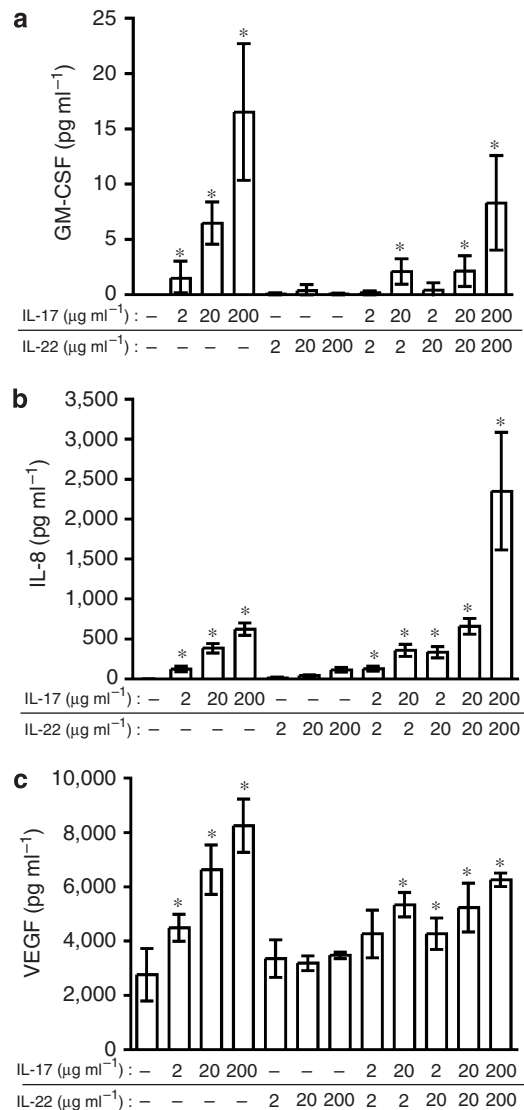 a
GM-CSF (pg ml⁻¹)
25
20
15
10
5
0
* * * * * *
IL-17 (μg ml⁻¹) : – 2 20 200 – – – 2 20 2 20 200
IL-22 (μg ml⁻¹) : – – – – 2 20 200 2 2 20 20 200
b
IL-8 (pg ml⁻¹)
3,500
3,000
2,500
2,000
1,500
1,000
500
0
* * * * * * * *
IL-17 (μg ml⁻¹) : – 2 20 200 – – – 2 20 2 20 200
IL-22 (μg ml⁻¹) : – – – – 2 20 200 2 2 20 20 200
c
VEGF (pg ml⁻¹)
10,000
8,000
6,000
4,000
2,000
0
* * * * * * *
IL-17 (μg ml⁻¹) : – 2 20 200 – – – 2 20 2 20 200
IL-22 (μg ml⁻¹) : – – – – 2 20 200 2 2 20 20 200